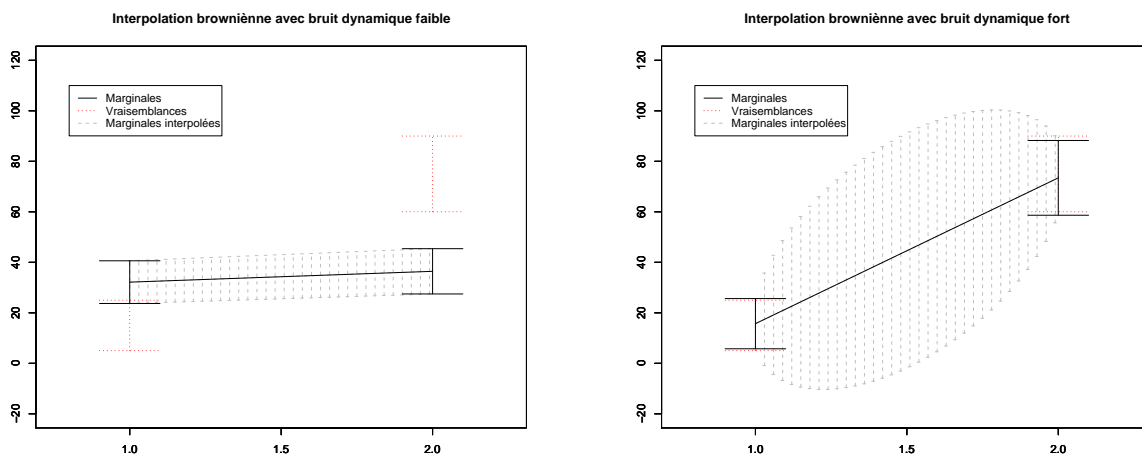 Interpolation browniènne avec bruit dynamique faible
120
100
80
60
40
20
0
−20
Marginales
Vraisemblances
Marginales interpolées
1.0 1.5 2.0
Interpolation browniènne avec bruit dynamique fort
120
100
80
60
40
20
0
−20
Marginales
Vraisemblances
Marginales interpolées
1.0 1.5 2.0